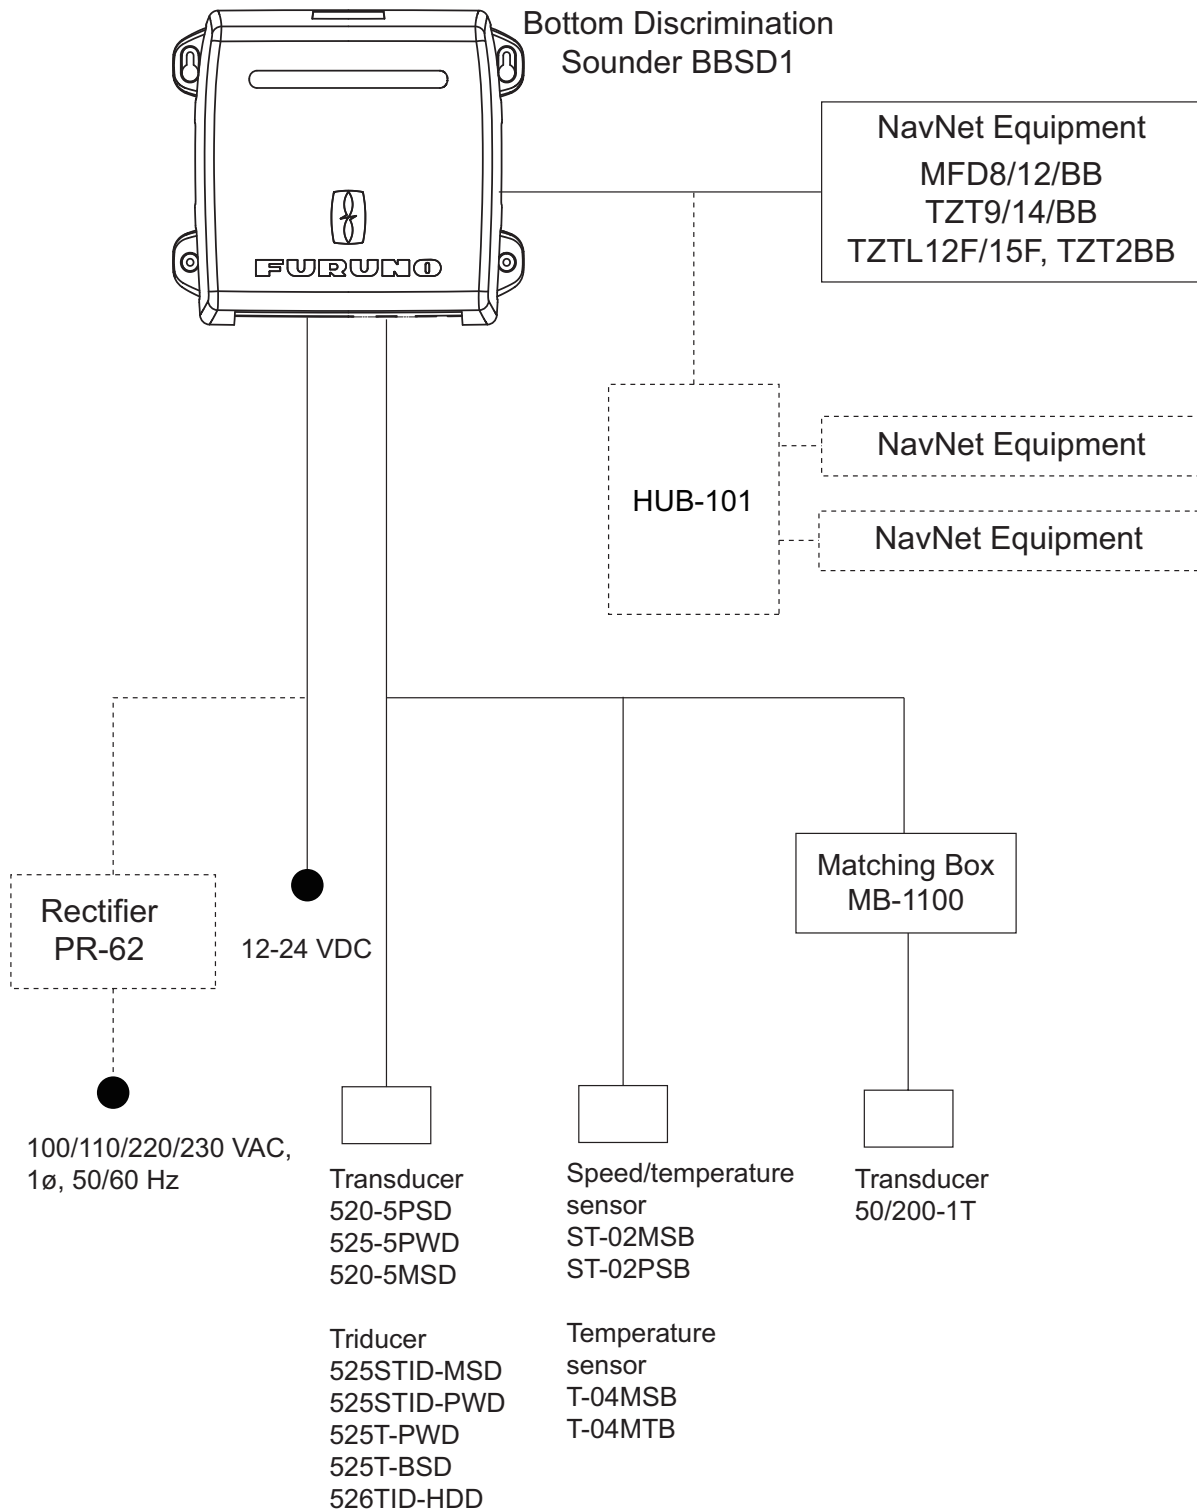 Bottom Discrimination
Sounder BBSD1
FURUNO
NavNet Equipment
MFD8/12/BB
TZT9/14/BB
TZTL12F/15F, TZT2BB
HUB-101
NavNet Equipment
NavNet Equipment
Rectifier
PR-62
12-24 VDC
Matching Box
MB-1100
100/110/220/230 VAC,
1ø, 50/60 Hz
Transducer
520-5PSD
525-5PWD
520-5MSD
Triducer
525STID-MSD
525STID-PWD
525T-PWD
525T-BSD
526TID-HDD
Speed/temperature
sensor
ST-02MSB
ST-02PSB
Temperature
sensor
T-04MSB
T-04MTB
Transducer
50/200-1T